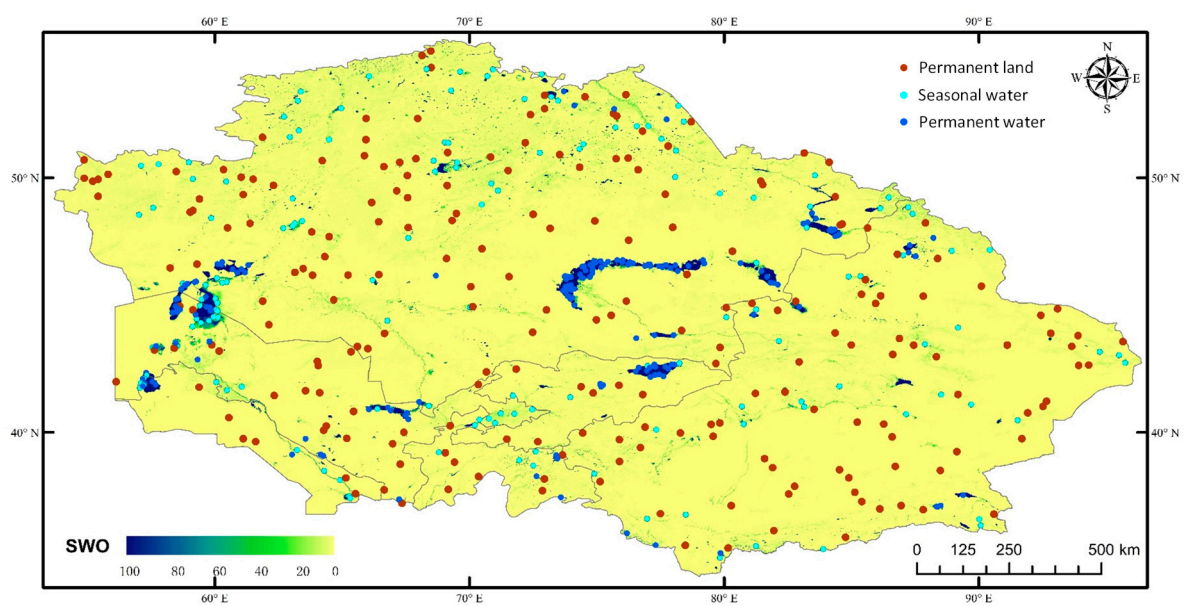 60° E 70° E 80° E 90° E
N
W E
S
Permanent land
Seasonal water
Permanent water
50° N 50° N
40° N 40° N
SWO
100 80 60 40 20 0
0 125 250 500 km
60° E 70° E 80° E 90° E